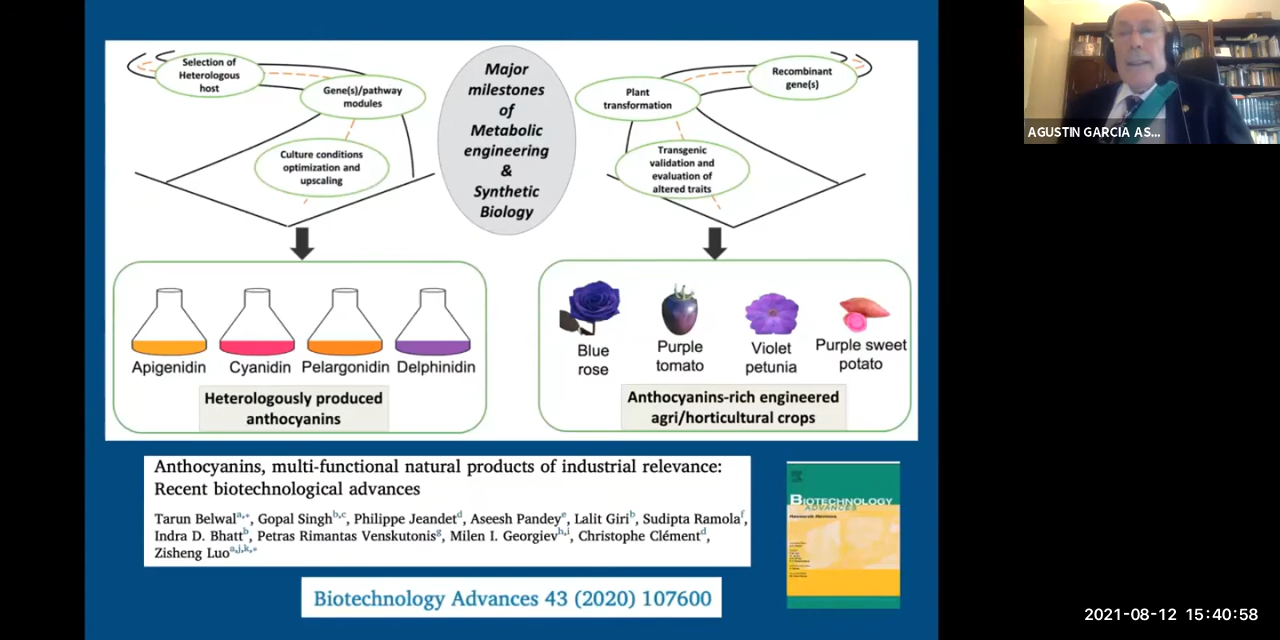 Selection of
Heterologous
host
Gene(s)/pathway
modules
Culture conditions
optimization and
upscaling
Major
milestones
of
Metabolic
engineering
&
Synthetic
Biology
Recombinant
gene(s)
Plant
transformation
Transgenic
validation and
evaluation of
altered traits
Apigenidin
Cyanidin
Pelargonidin
Delphinidin
Heterologously produced
anthocyanins
Blue
rose
Purple
tomato
Violet
petunia
Purple sweet
potato
Anthocyanins-rich engineered
agri/horticultural crops
Anthocyanins, multi-functional natural products of industrial relevance:
Recent biotechnological advances
Tarun Belwal a,*, Gopal Singh b,c, Philippe Jeandet d, Aseesh Pandey e, Lalit Giri b, Sudipta Ramola f,
Indra D. Bhatt b, Petras Rimantas Venskutonis g, Milen I. Georgiev h,i, Christophe Clément d,
Zisheng Luo a,j,k,*
BIOTECHNOLOGY
ADVANCES
Research Reviews
Biotechnology Advances 43 (2020) 107600
AGUSTIN GARCIA AS...
2021-08-12 15:40:58